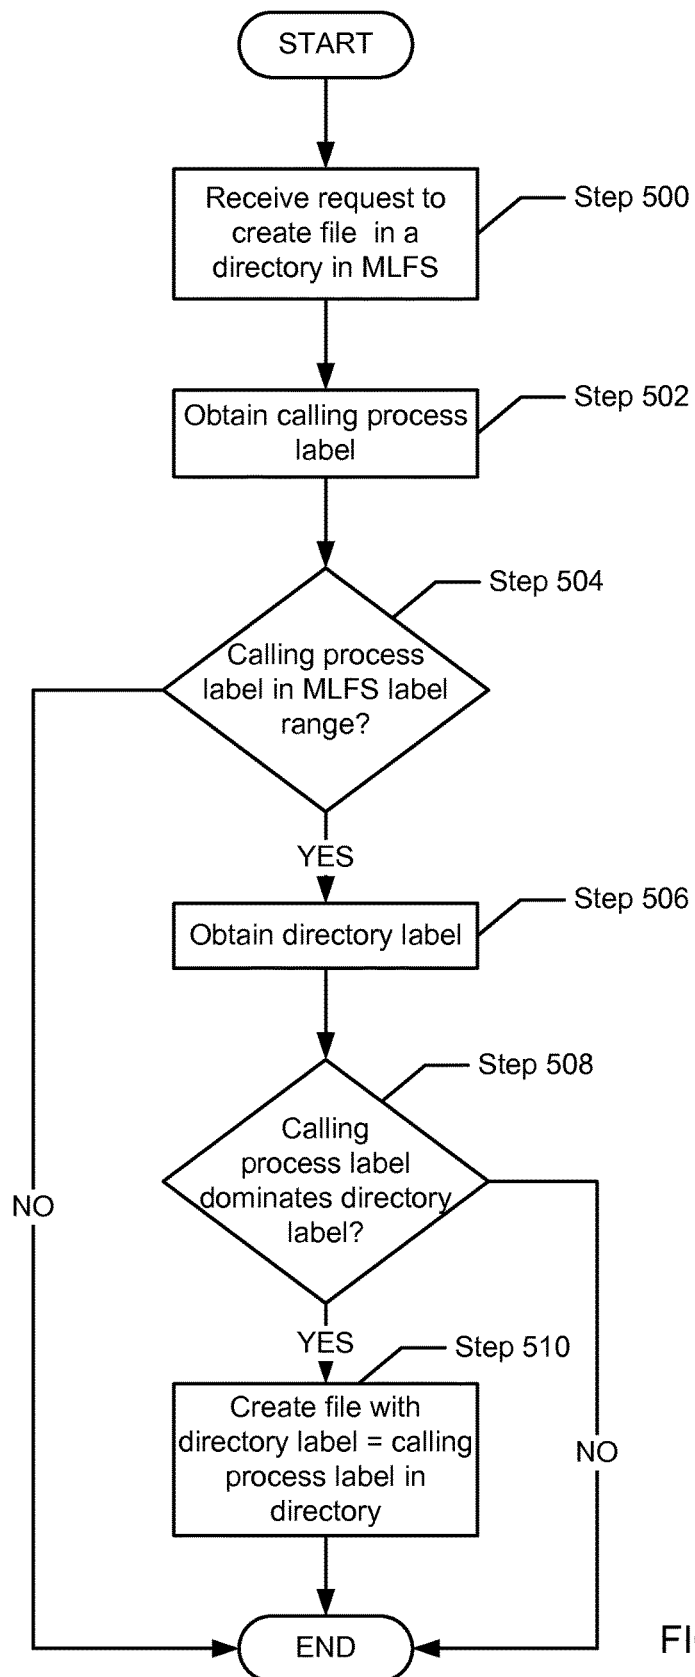 START
Receive request to
create file in a
directory in MLFS
Step 500
Obtain calling process
label
Step 502
Step 504
Calling process
label in MLFS label
range?
YES
Obtain directory label
Step 506
Step 508
Calling
process label
dominates directory
label?
NO
YES
Step 510
Create file with
directory label = calling
process label in
directory
NO
END
FI